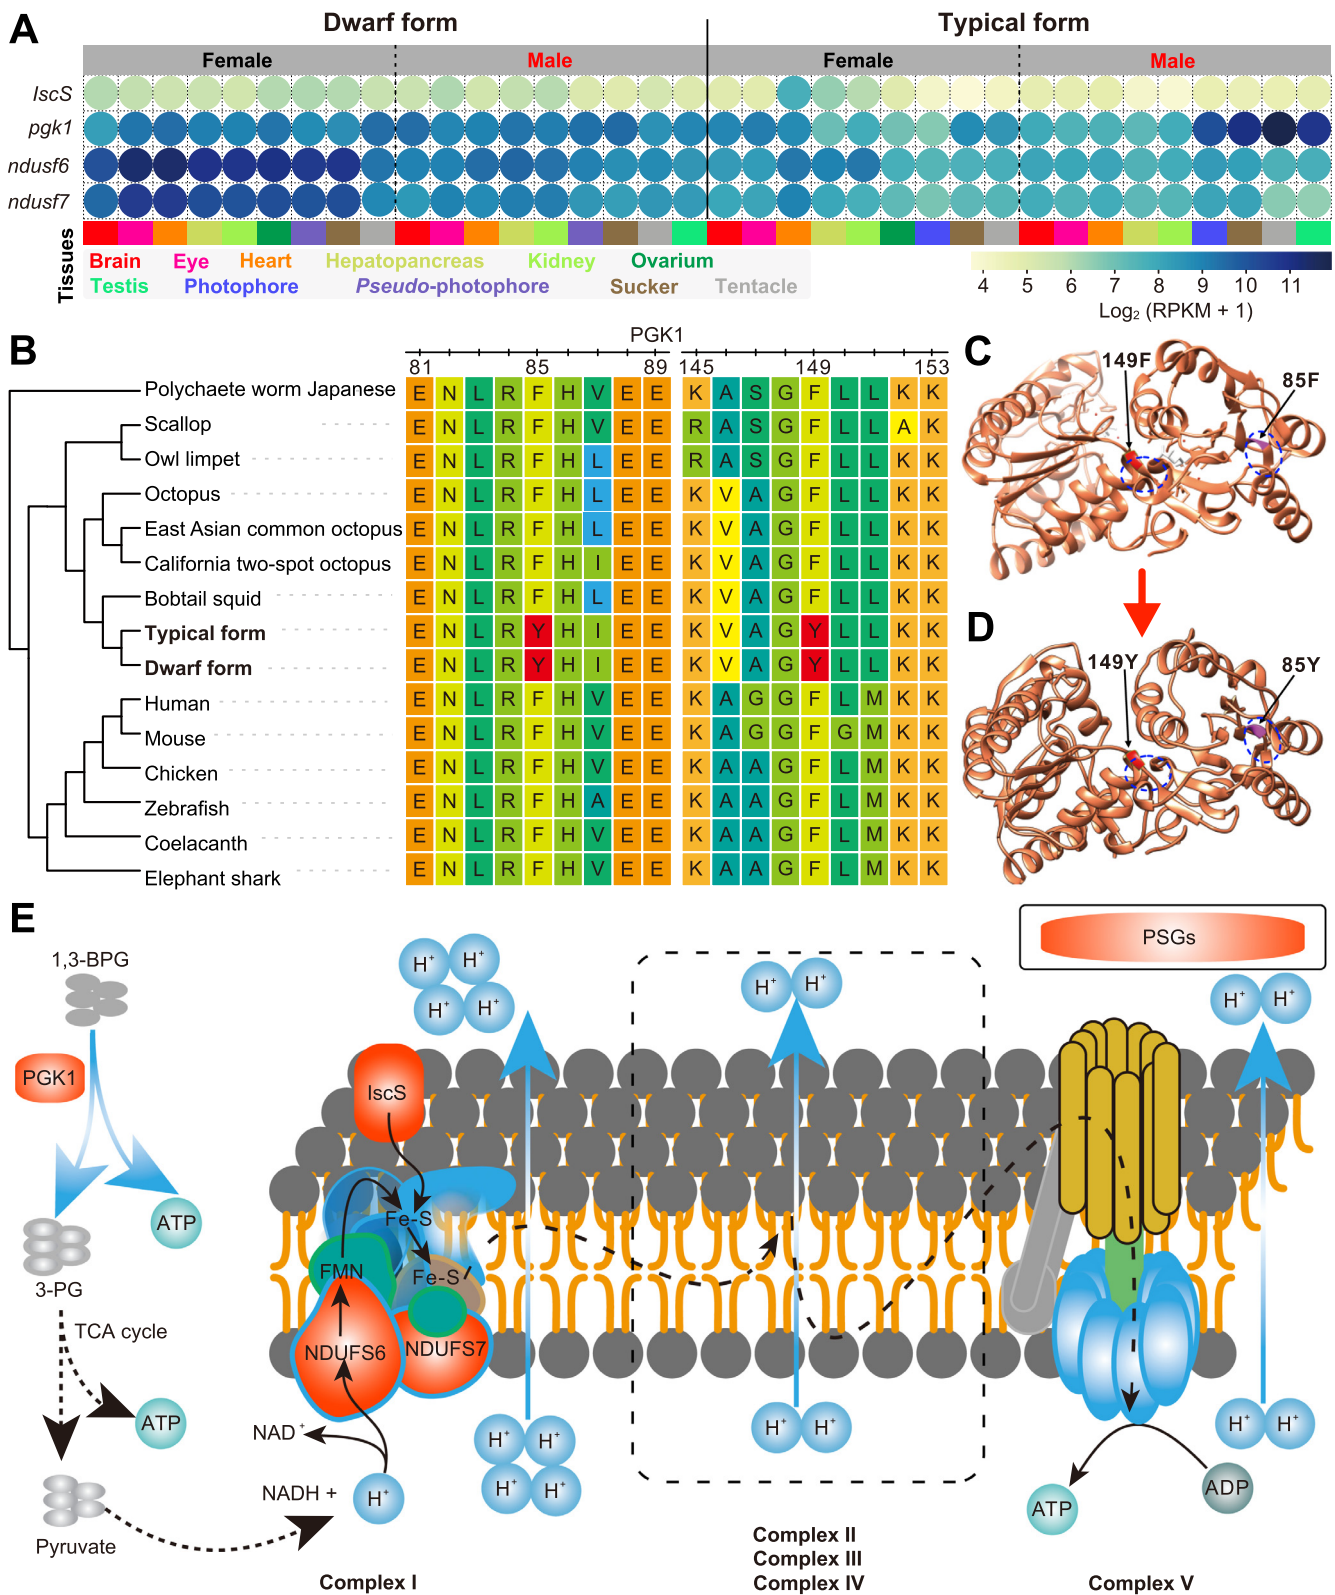 A
Dwarf form
Typical form
Female
Male
Female
Male
IscS
pgk1
ndusf6
ndusf7
Tissues
Brain Eye Heart Hepatopancreas Kidney Ovarium
Testis Photophore Pseudo-photophore Sucker Tentacle
4 5 6 7 8 9 10 11
Log₂ (RPKM + 1)
B
PGK1
81 85 89 145 149 153
Polychaete worm Japanese E N L R F H V E E K A S G F L L K K
Scallop E N L R F H V E E R A S G F L L A K
Owl limpet E N L R F H L E E R A S G F L L K K
Octopus E N L R F H L E E K V A G F L L K K
East Asian common octopus E N L R F H L E E K V A G F L L K K
California two-spot octopus E N L R F H I E E K V A G F L L K K
Bobtail squid E N L R F H L E E K V A G F L L K K
Typical form E N L R Y H I E E K V A G Y L L K K
Dwarf form E N L R Y H I E E K V A G Y L L K K
Human E N L R F H V E E K A G G F L M K K
Mouse E N L R F H V E E K A G G F G M K K
Chicken E N L R F H V E E K A A G F L M K K
Zebrafish E N L R F H A E E K A A G F L M K K
Coelacanth E N L R F H V E E K A A G F L M K K
Elephant shark E N L R F H V E E K A A G F L M K K
C
149F
85F
D
149Y
85Y
E
1,3-BPG
PGK1
ATP
3-PG
TCA cycle
ATP
Pyruvate
NAD⁺
NADH +
H⁺
IscS
Fe-S
Fe-S
FMN
NDUFS6
NDUFS7
H⁺ H⁺
H⁺ H⁺
H⁺ H⁺
H⁺ H⁺
Complex I
H⁺ H⁺
H⁺ H⁺
Complex II
Complex III
Complex IV
PSGs
H⁺ H⁺
H⁺ H⁺
ATP
ADP
Complex V